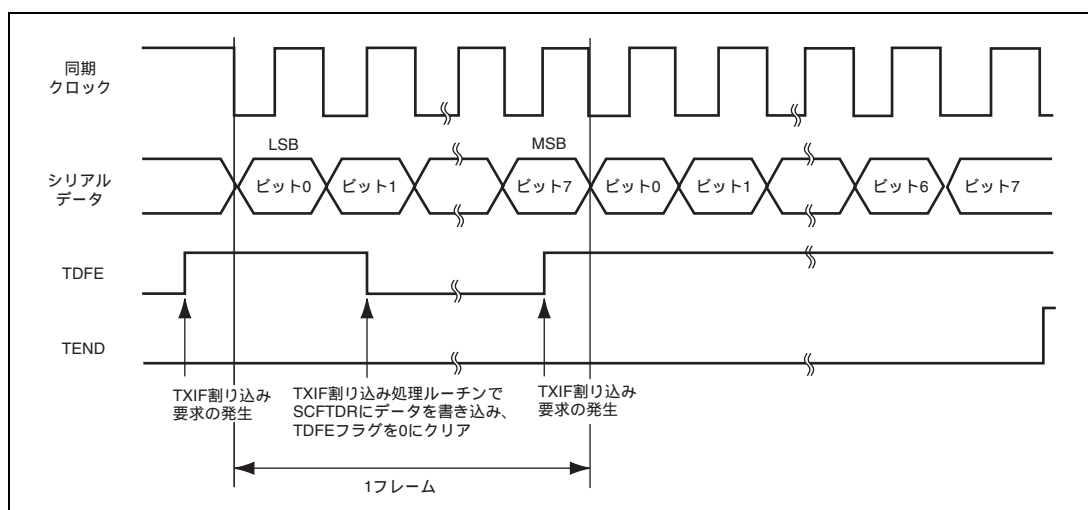 同期
クロック
LSB
MSB
シリアル
データ
ビット0
ビット1
ビット7
ビット0
ビット1
ビット6
ビット7
TDFE
TEND
TXIF割り込み
要求の発生
TXIF割り込み処理ルーチンで
SCFTDRにデータを書き込み、
TDFEフラグを0にクリア
TXIF割り込み
要求の発生
1フレーム